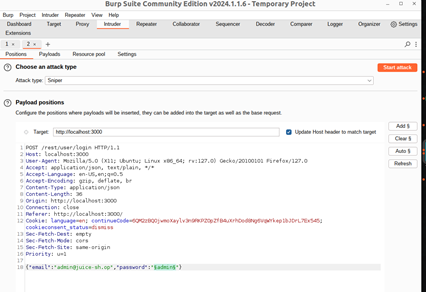 Burp Suite Community Edition v2024.1.1.6 - Temporary Project
Burp Project Intruder Repeater View Help
Dashboard Target Proxy Intruder Repeater Collaborator Sequencer Decoder Comparer Logger Organizer Settings
Extensions
1 × 2 × +
Positions Payloads Resource pool Settings
Choose an attack type
Start attack
Attack type: Sniper
Payload positions
Configure the positions where payloads will be inserted, they can be added into the target as well as the base request.
Target: http://localhost:3000 Update Host header to match target
Add §
Clear §
Auto §
Refresh
1 POST /rest/user/login HTTP/1.1
2 Host: localhost:3000
3 User-Agent: Mozilla/5.0 (X11; Ubuntu; Linux x86_64; rv:127.0) Gecko/20100101 Firefox/127.0
4 Accept: application/json, text/plain, */*
5 Accept-Language: en-US,en;q=0.5
6 Accept-Encoding: gzip, deflate, br
7 Content-Type: application/json
8 Content-Length: 36
9 Origin: http://localhost:3000
10 Connection: close
11 Referer: http://localhost:3000/
12 Cookie: language=en; continueCode=
cookieconsent_status=dismiss
13 Sec-Fetch-Dest: empty
14 Sec-Fetch-Mode: cors
15 Sec-Fetch-Site: same-origin
16 Priority: u=1
17
18 {"email":"admin@juice-sh.op","password":"§admin§"}